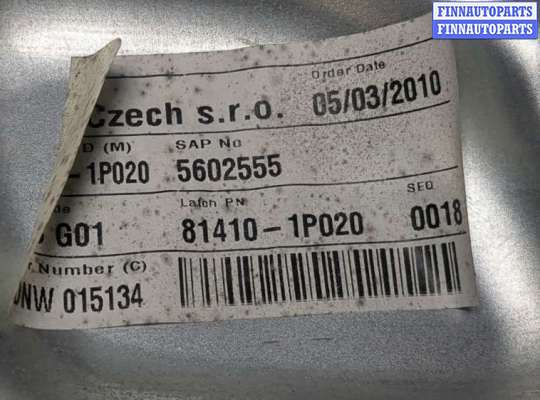 FINNAUTOPARTS
FINNAUTOPARTS
Order Date
Czech s.r.o. 05/03/2010
D (M) SAP No
-1P020 5602555
Latch PN SEQ
G01 81410-1P020 0018
Number (C)
NW 015134